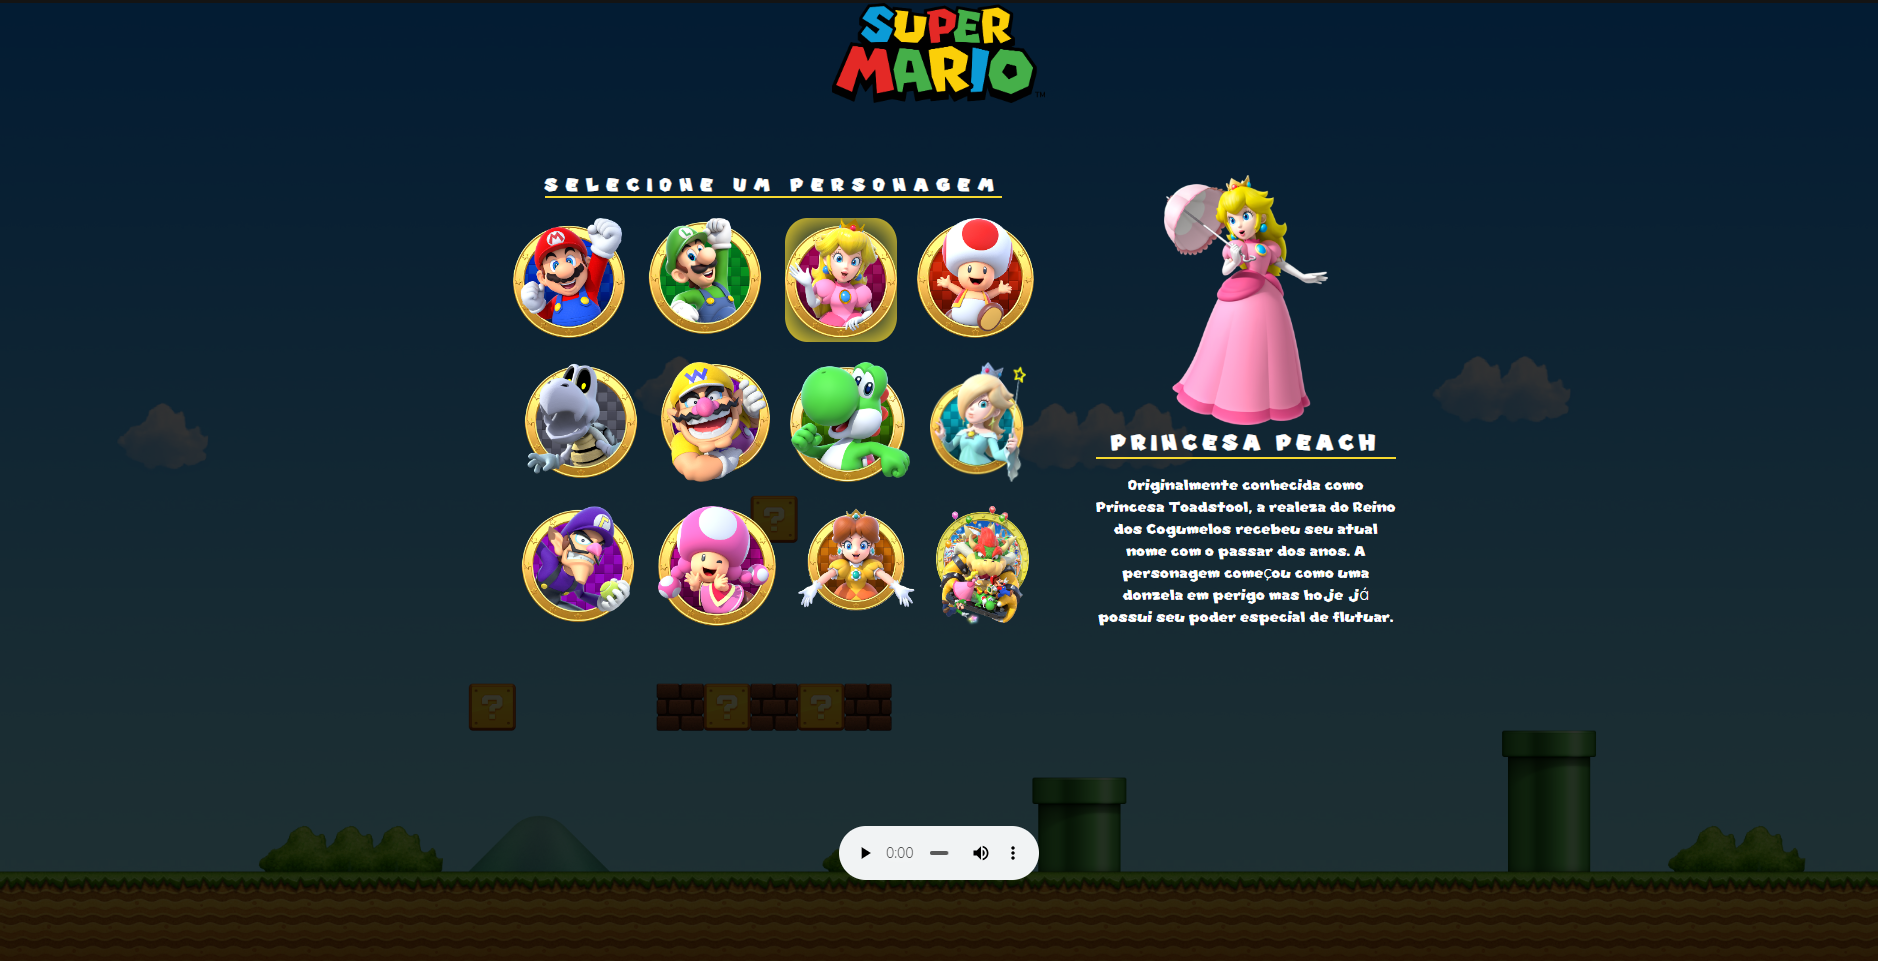 SUPER
MARIO
TM
SELECIONE UM PERSONAGEM
M
L
W
PRINCESA PEACH
Originalmente conhecida como
Princesa Toadstool, a realeza do Reino
dos Cogumelos recebeu seu atual
nome com o passar dos anos. A
personagem começou como uma
donzela em perigo mas hoje já
possui seu poder especial de flutuar.
?
?
?
?
0:00